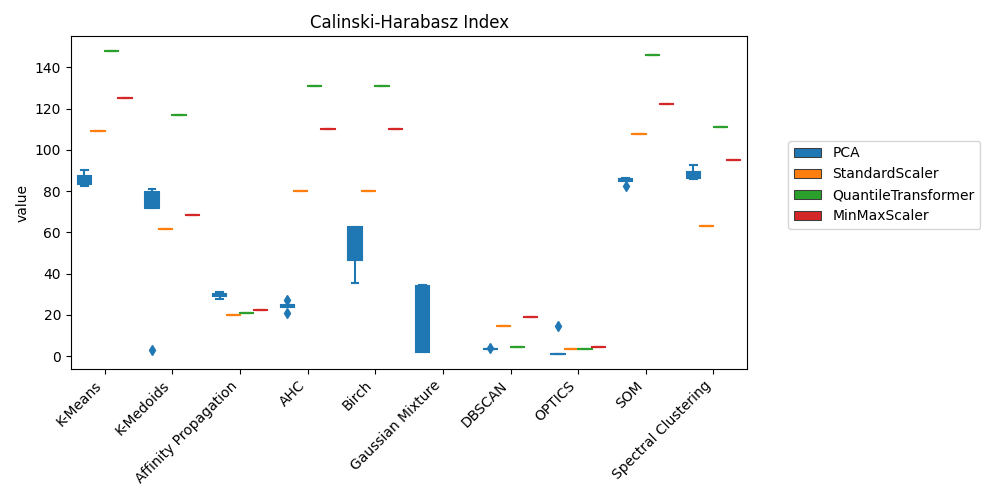 Calinski-Harabasz Index
value
140
120
100
80
60
40
20
0
K-Means
K-Medoids
Affinity Propagation
AHC
Birch
Gaussian Mixture
DBSCAN
OPTICS
SOM
Spectral Clustering
PCA
StandardScaler
QuantileTransformer
MinMaxScaler